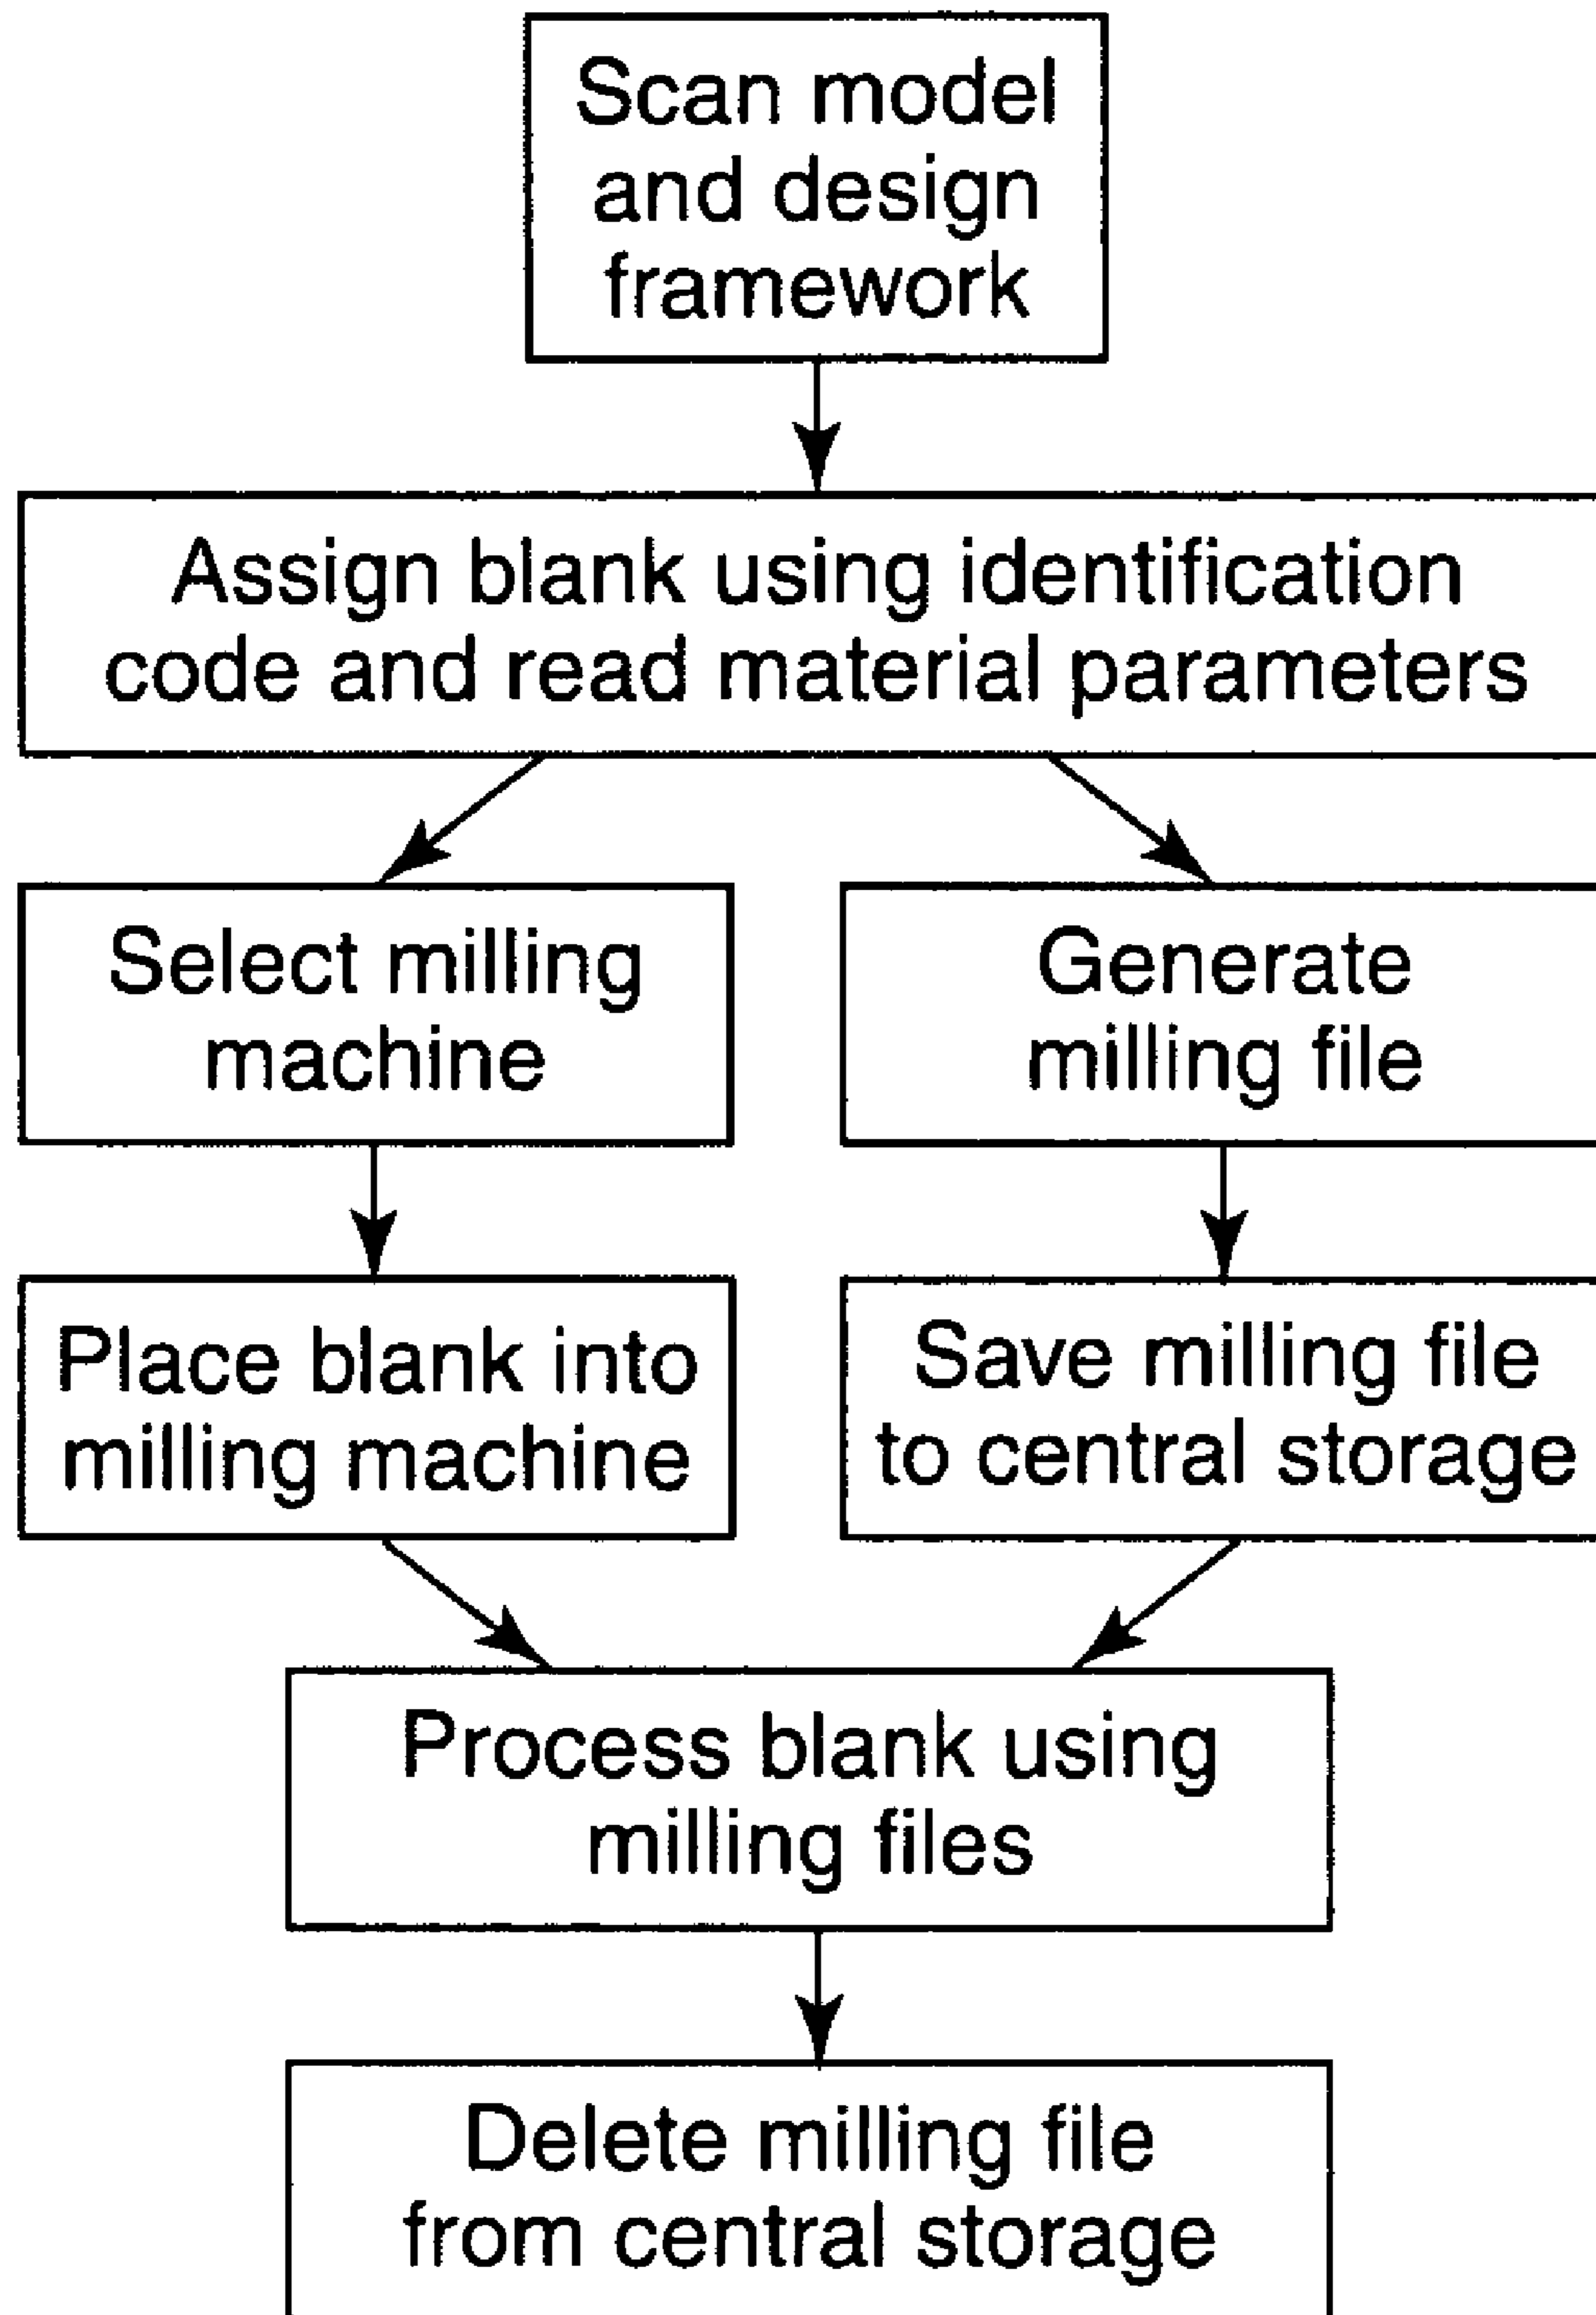 Scan model
and design
framework
Assign blank using identification
code and read material parameters
Select milling
machine
Generate
milling file
Place blank into
milling machine
Save milling file
to central storage
Process blank using
milling files
Delete milling file
from central storage